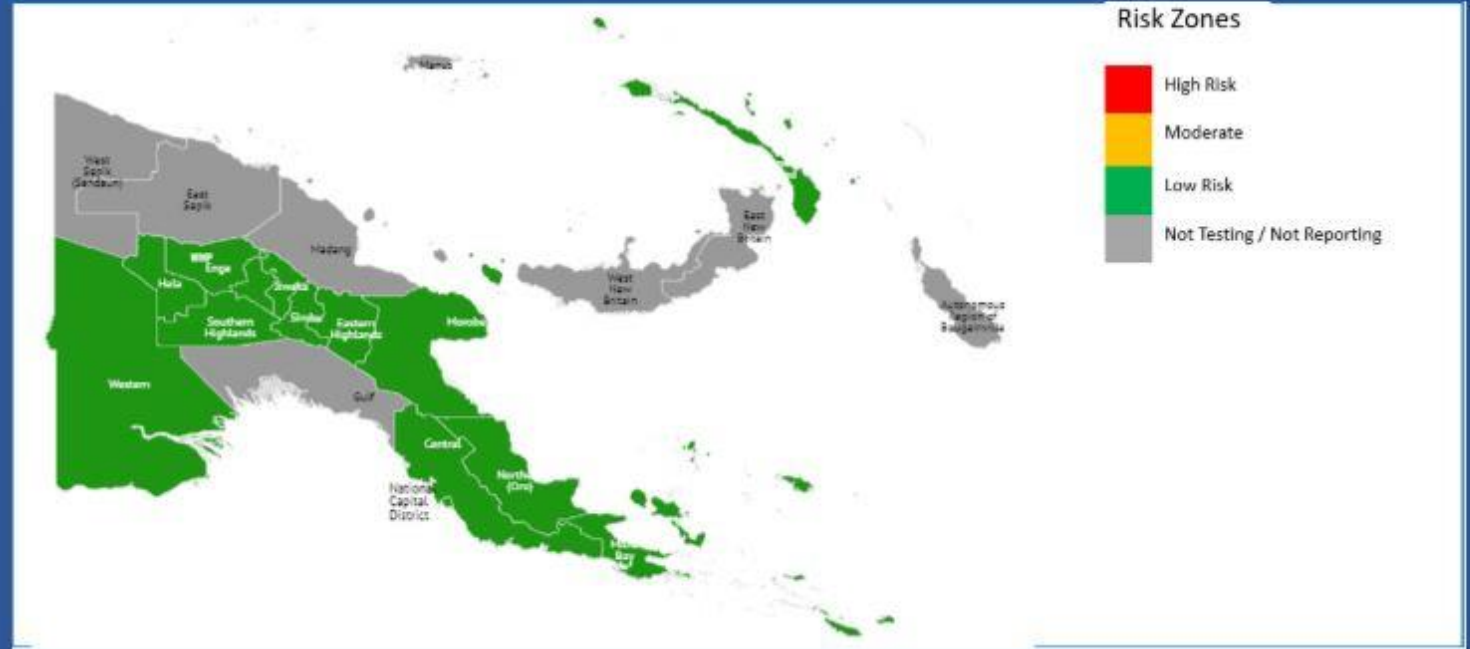 Risk Zones
High Risk
Moderate
Low Risk
Not Testing / Not Reporting
Manus
West
Sepik
(Sandaun)
East
Sepik
Madang
East
New
Britain
West
New
Britain
Autonomous
Region of
Bougainville
Enga
Hela
Jiwaka
Southern
Highlands
Simbu
Eastern
Highlands
Morobe
Western
Gulf
Central
Northe
(Oro)
National
Capital
District
Bay